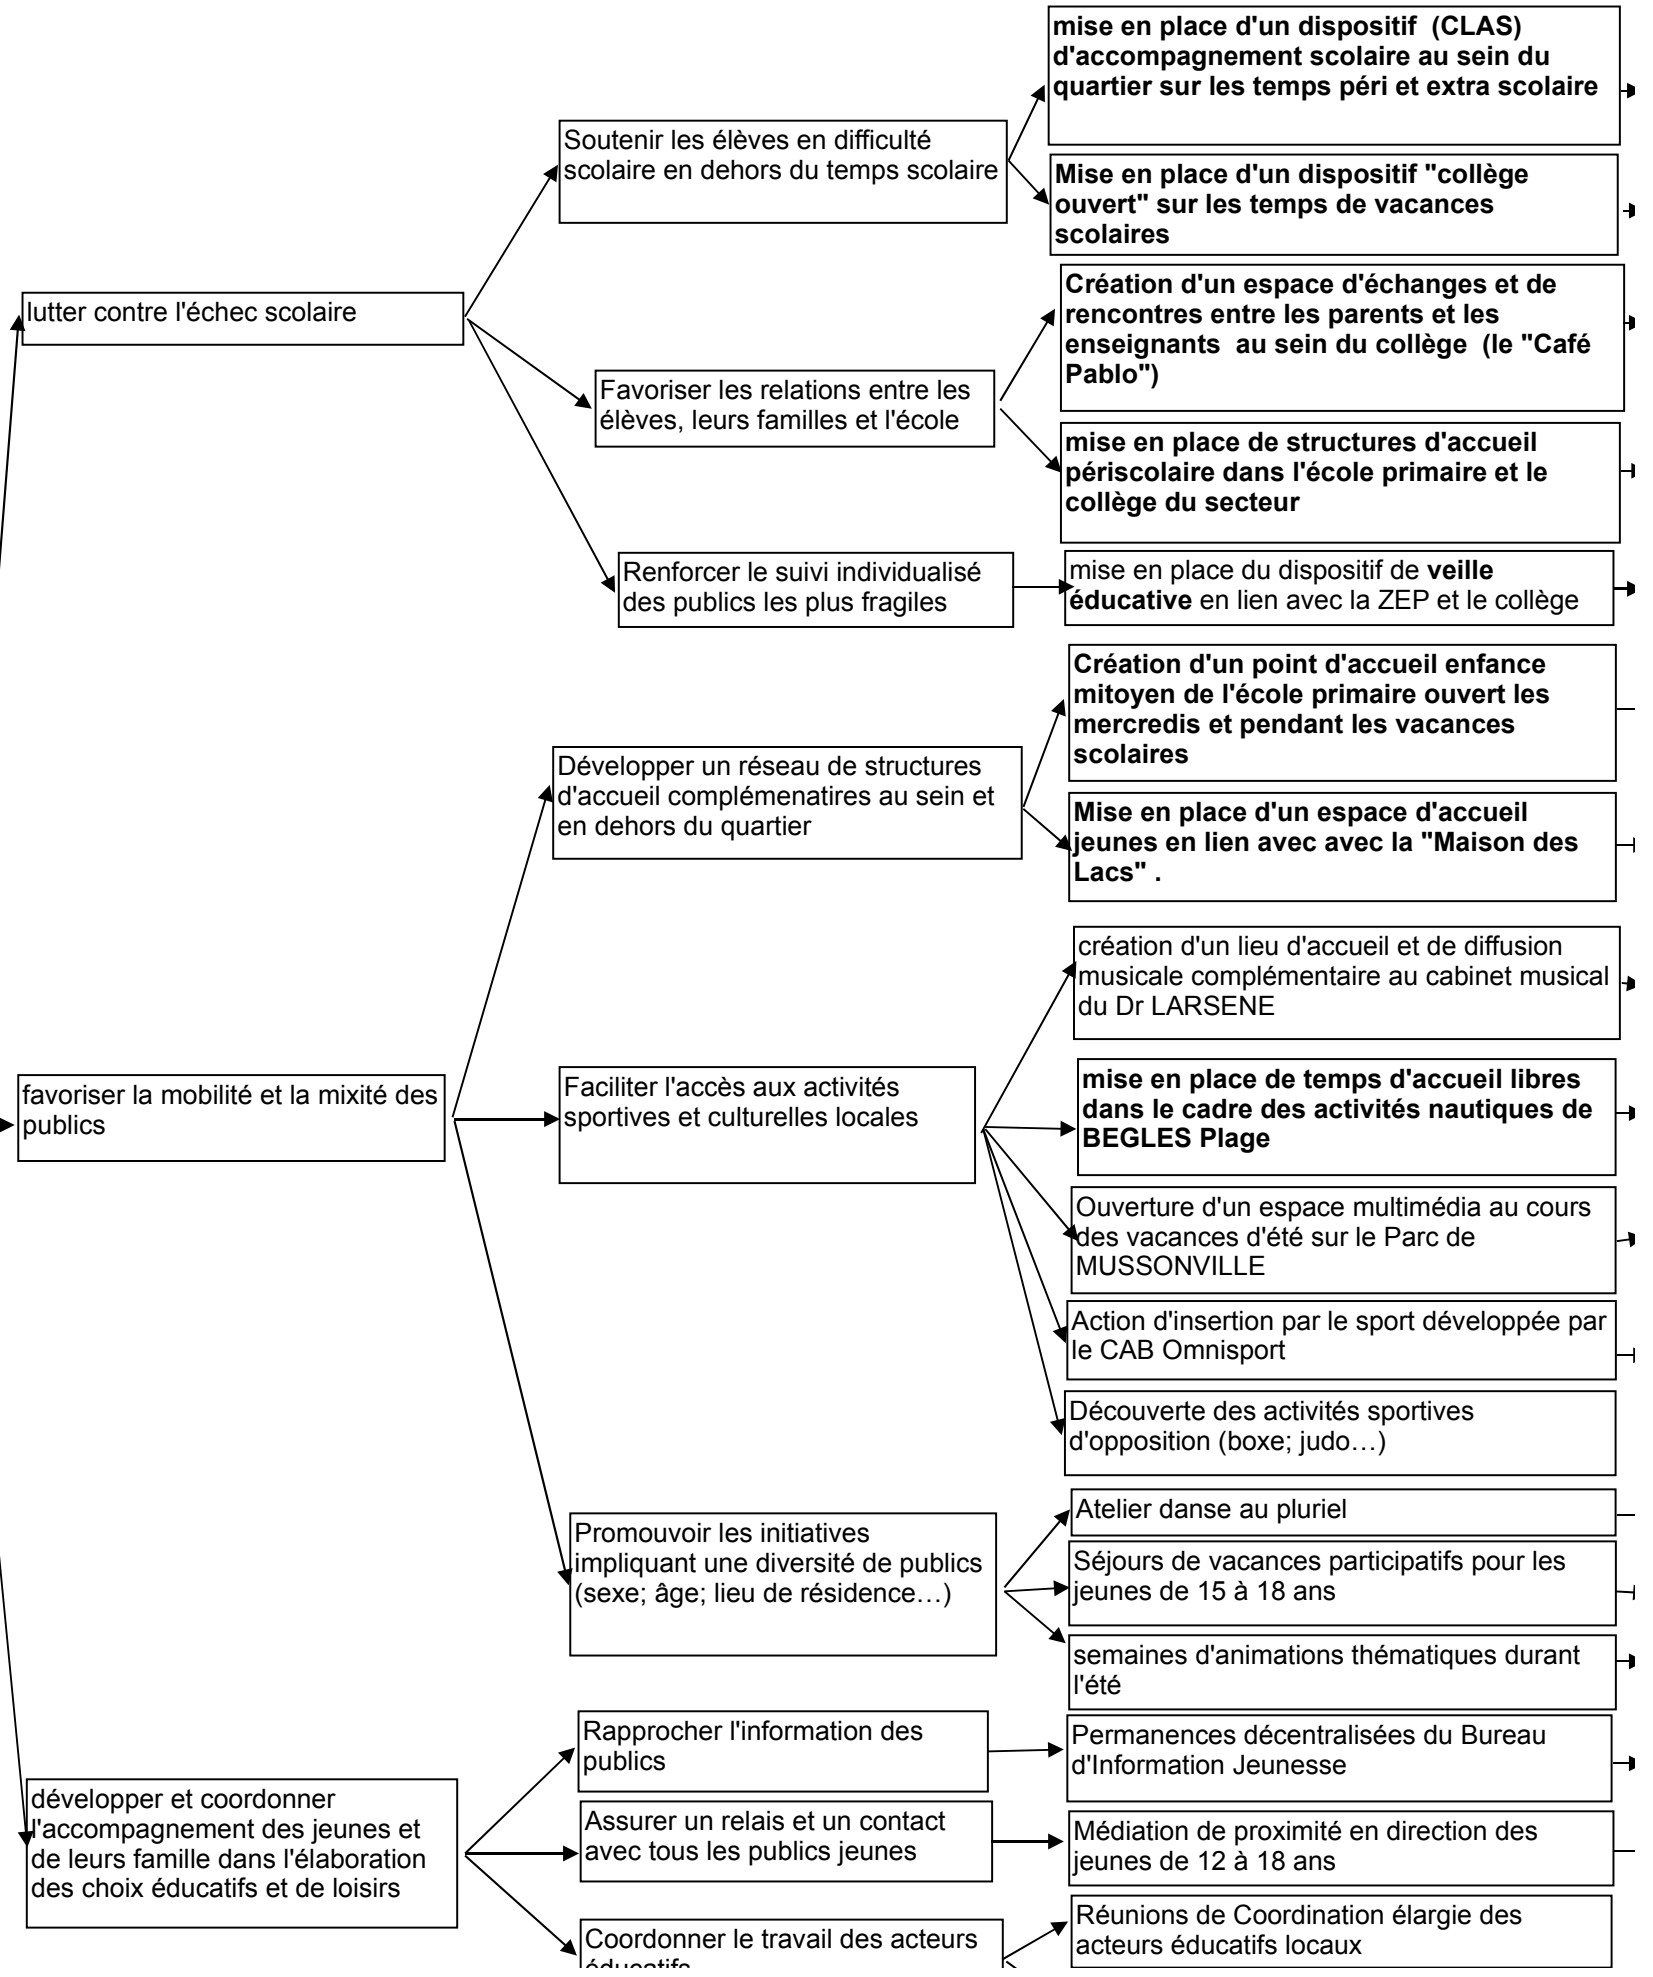 mise en place d'un dispositif  (CLAS)
d'accompagnement scolaire au sein du
quartier sur les temps péri et extra scolaire
Soutenir les élèves en difficulté
scolaire en dehors du temps scolaire
Mise en place d'un dispositif "collège
ouvert" sur les temps de vacances
scolaires
lutter contre l'échec scolaire
Création d'un espace d'échanges et de
rencontres entre les parents et les
enseignants  au sein du collège  (le "Café
Pablo")
Favoriser les relations entre les
élèves, leurs familles et l'école
mise en place de structures d'accueil
périscolaire dans l'école primaire et le
collège du secteur
Renforcer le suivi individualisé
des publics les plus fragiles
mise en place du dispositif de veille
éducative en lien avec la ZEP et le collège
Création d'un point d'accueil enfance
mitoyen de l'école primaire ouvert les
mercredis et pendant les vacances
scolaires
Développer un réseau de structures
d'accueil complémenatires au sein et
en dehors du quartier
Mise en place d'un espace d'accueil
jeunes en lien avec avec la "Maison des
Lacs" .
création d'un lieu d'accueil et de diffusion
musicale complémentaire au cabinet musical
du Dr LARSENE
favoriser la mobilité et la mixité des
publics
Faciliter l'accès aux activités
sportives et culturelles locales
mise en place de temps d'accueil libres
dans le cadre des activités nautiques de
BEGLES Plage
Ouverture d'un espace multimédia au cours
des vacances d'été sur le Parc de
MUSSONVILLE
Action d'insertion par le sport développée par
le CAB Omnisport
Découverte des activités sportives
d'opposition (boxe; judo…)
Promouvoir les initiatives
impliquant une diversité de publics
(sexe; âge; lieu de résidence…)
Atelier danse au pluriel
Séjours de vacances participatifs pour les
jeunes de 15 à 18 ans
semaines d'animations thématiques durant
l'été
Rapprocher l'information des
publics
Permanences décentralisées du Bureau
d'Information Jeunesse
développer et coordonner
l'accompagnement des jeunes et
de leurs famille dans l'élaboration
des choix éducatifs et de loisirs
Assurer un relais et un contact
avec tous les publics jeunes
Médiation de proximité en direction des
jeunes de 12 à 18 ans
Coordonner le travail des acteurs
éducatifs
Réunions de Coordination élargie des
acteurs éducatifs locaux